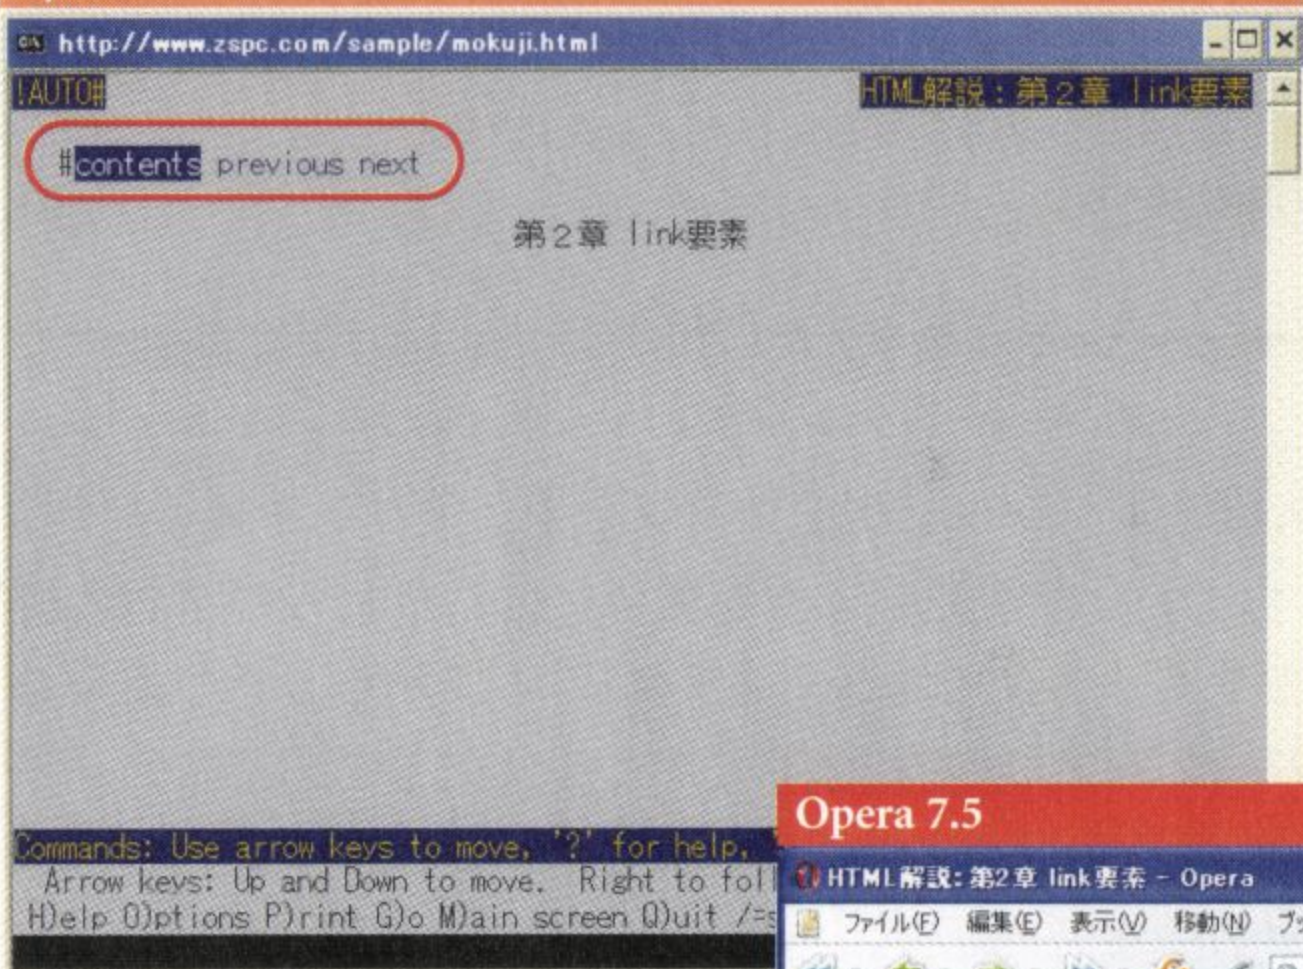 http://www.zspc.com/sample/mokuji.html
!AUTO# HTML解説：第２章 link要素
#contents previous next
第２章 link要素
Commands: Use arrow keys to move, '?' for help,
Arrow keys: Up and Down to move. Right to foll
H)elp O)ptions P)rint G)o M)ain screen Q)uit /=s
Opera 7.5
HTML解説: 第2章 link要素 - Opera
ファイル(F) 編集(E) 表示(V) 移動(N) ブッ